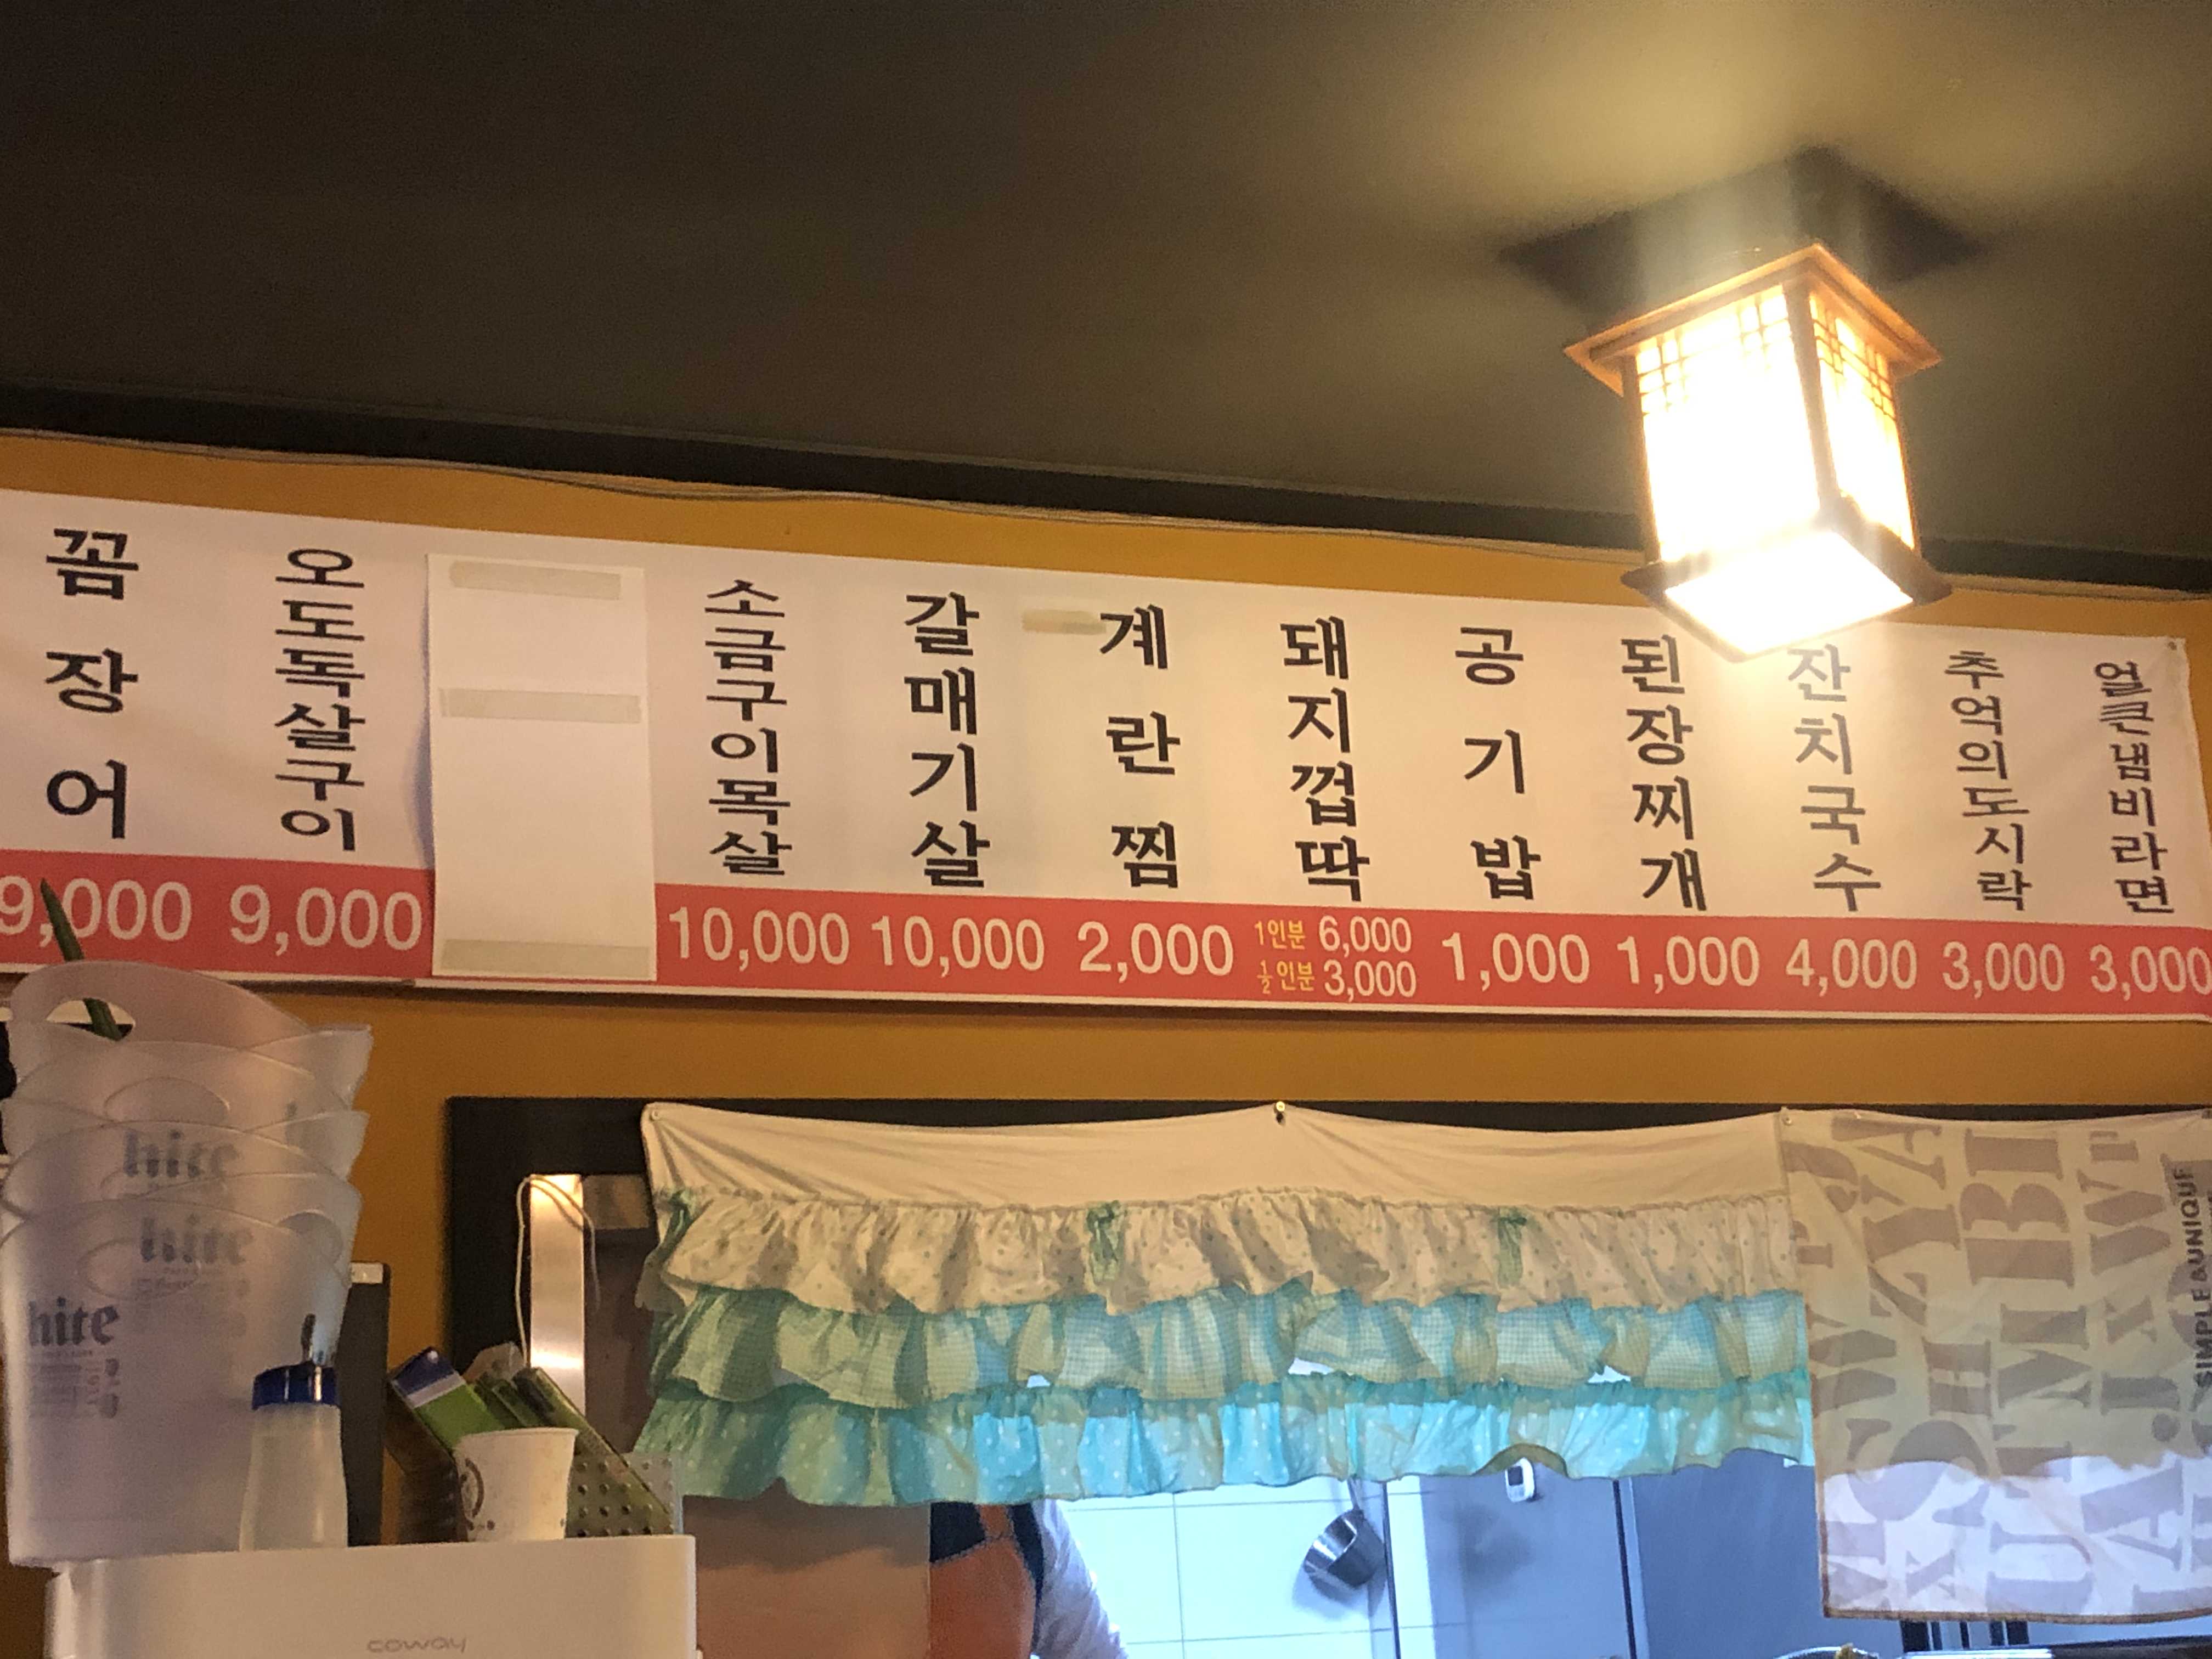 꼼장어
오도독살구이
소금구이목살
갈매기살
계란찜
돼지껍딱
공기밥
된장찌개
잔치국수
추억의도시락
얼큰냄비라면
9,000
9,000
10,000
10,000
2,000
1인분 6,000
½인분 3,000
1,000
1,000
4,000
3,000
3,000
hite
hite
hite
SIMPLE & UNIQUE
coway